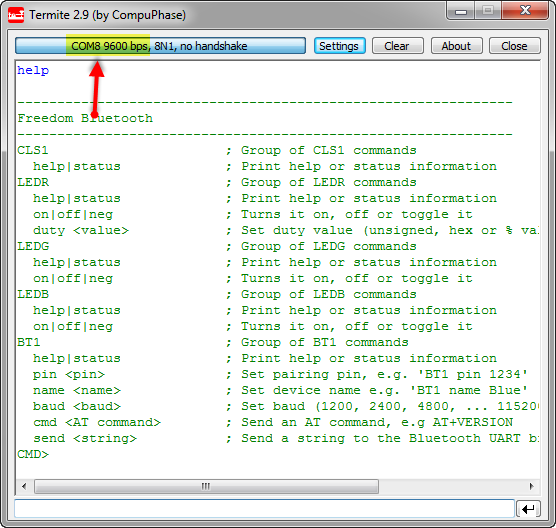 Termite 2.9 (by CompuPhase)
COM8 9600 bps, 8N1, no handshake Settings Clear About Close
help
-------------------------------------------------------------
Freedom Bluetooth
-------------------------------------------------------------
CLS1 ; Group of CLS1 commands
help|status ; Print help or status information
LEDR ; Group of LEDR commands
help|status ; Print help or status information
on|off|neg ; Turns it on, off or toggle it
duty <value> ; Set duty value (unsigned, hex or % val
LEDG ; Group of LEDG commands
help|status ; Print help or status information
on|off|neg ; Turns it on, off or toggle it
LEDB ; Group of LEDB commands
help|status ; Print help or status information
on|off|neg ; Turns it on, off or toggle it
BT1 ; Group of BT1 commands
help|status ; Print help or status information
pin <pin> ; Set pairing pin, e.g. 'BT1 pin 1234'
name <name> ; Set device name e.g. 'BT1 name Blue'
baud <baud> ; Set baud (1200, 2400, 4800, ... 115200
cmd <AT command> ; Send an AT command, e.g AT+VERSION
send <string> ; Send a string to the Bluetooth UART b
CMD>